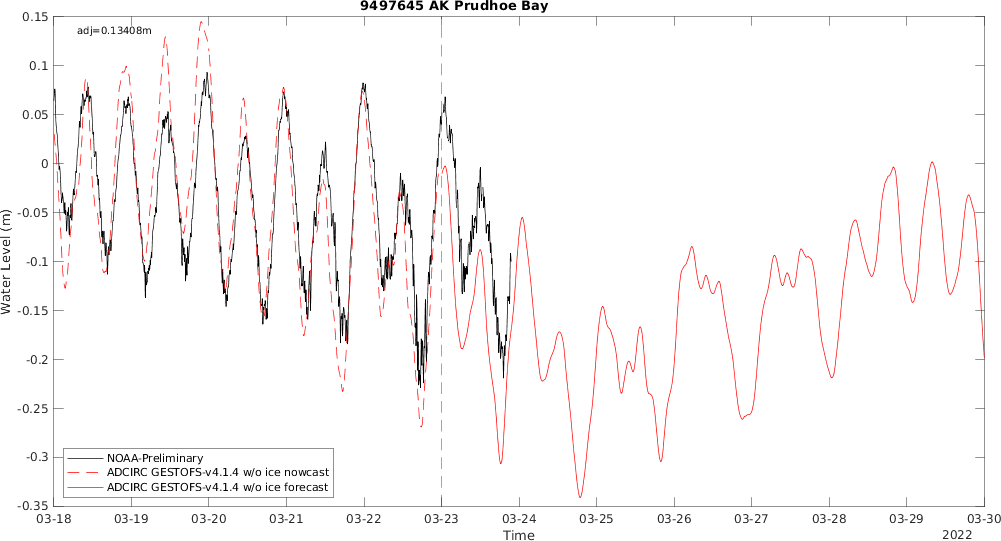 9497645 AK Prudhoe Bay
adj=0.13408m
0.15
0.1
0.05
0
-0.05
-0.1
-0.15
-0.2
-0.25
-0.3
-0.35
Water Level (m)
NOAA-Preliminary
ADCIRC GESTOFS-v4.1.4 w/o ice nowcast
ADCIRC GESTOFS-v4.1.4 w/o ice forecast
03-18 03-19 03-20 03-21 03-22 03-23 03-24 03-25 03-26 03-27 03-28 03-29 03-30
Time
2022